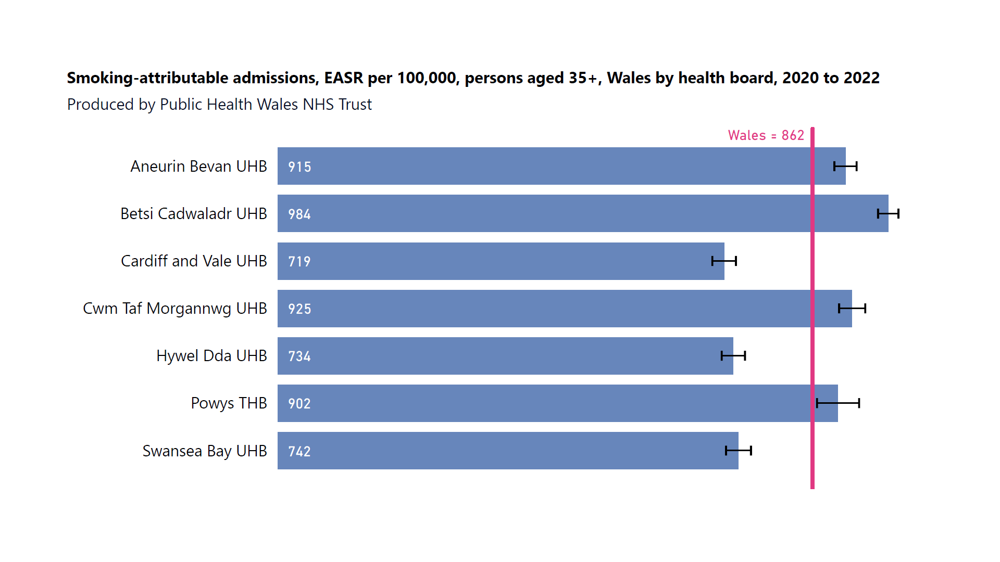 Smoking-attributable admissions, EASR per 100,000, persons aged 35+, Wales by health board, 2020 to 2022
Produced by Public Health Wales NHS Trust
Wales = 862
Aneurin Bevan UHB 915
Betsi Cadwaladr UHB 984
Cardiff and Vale UHB 719
Cwm Taf Morgannwg UHB 925
Hywel Dda UHB 734
Powys THB 902
Swansea Bay UHB 742